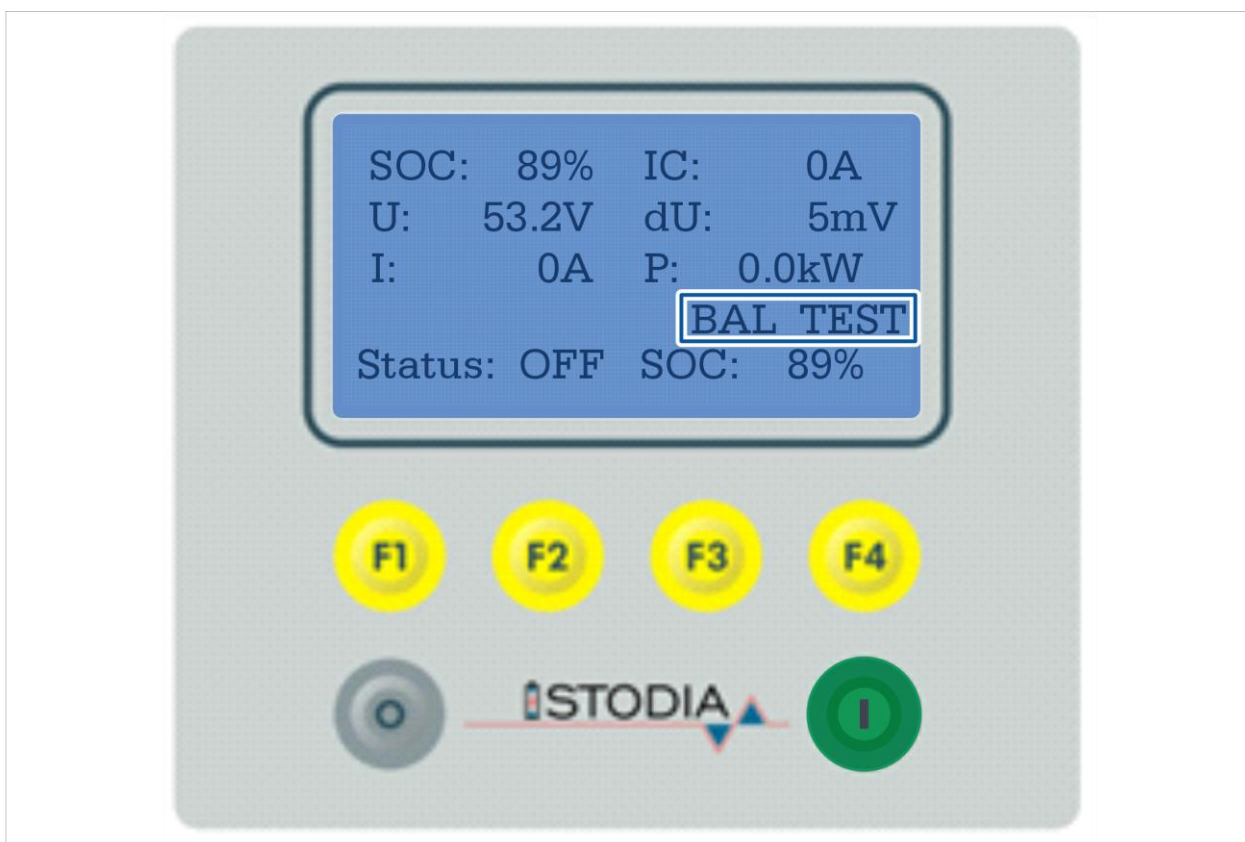 SOC: 89% IC: 0A
U: 53.2V dU: 5mV
I: 0A P: 0.0kW
BAL TEST
Status: OFF SOC: 89%
F1 F2 F3 F4
O STODIA I